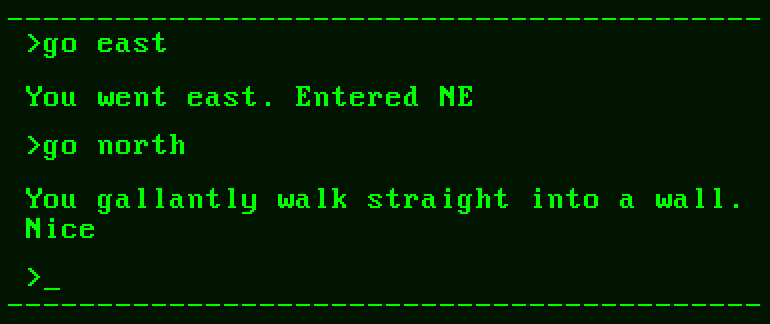 >go east
You went east. Entered NE
>go north
You gallantly walk straight into a wall.
Nice
>_